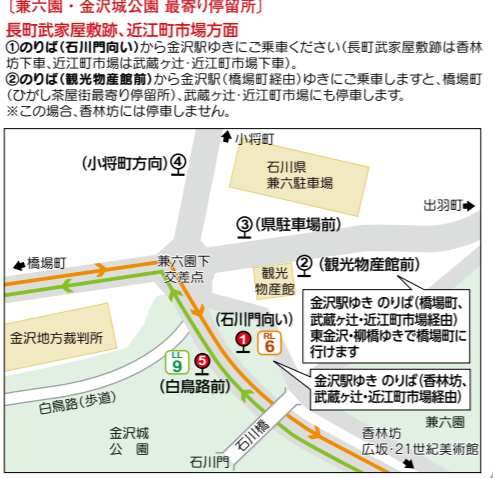 [兼六園・金沢城公園 最寄り停留所]
長町武家屋敷跡、近江町市場方面
①のりば(石川門向い)から金沢駅ゆきにご乗車ください(長町武家屋敷跡は香林
坊下車、近江町市場は武蔵ヶ辻・近江町市場下車)。
②のりば(観光物産館前)から金沢駅(橋場町経由)ゆきにご乗車しますと、橋場町
(ひがし茶屋街最寄り停留所)、武蔵ヶ辻・近江町市場にも停車します。
※この場合、香林坊には停車しません。
小将町
(小将町方向)④
石川県
兼六駐車場
出羽町
③(県駐車場前)
橋場町
兼六園下
交差点
②(観光物産館前)
観光
物産館
金沢駅ゆき のりば(橋場町、
武蔵ヶ辻・近江町市場経由)
東金沢・柳橋ゆきで橋場町に
行けます
(石川門向い)
1
RL
6
金沢地方裁判所
LL
9
5
(白鳥路前)
金沢駅ゆき のりば(香林坊、
武蔵ヶ辻・近江町市場経由)
白鳥路(歩道)
兼六園
金沢城
公 園
石川橋
香林坊
広坂・21世紀美術館
石川門